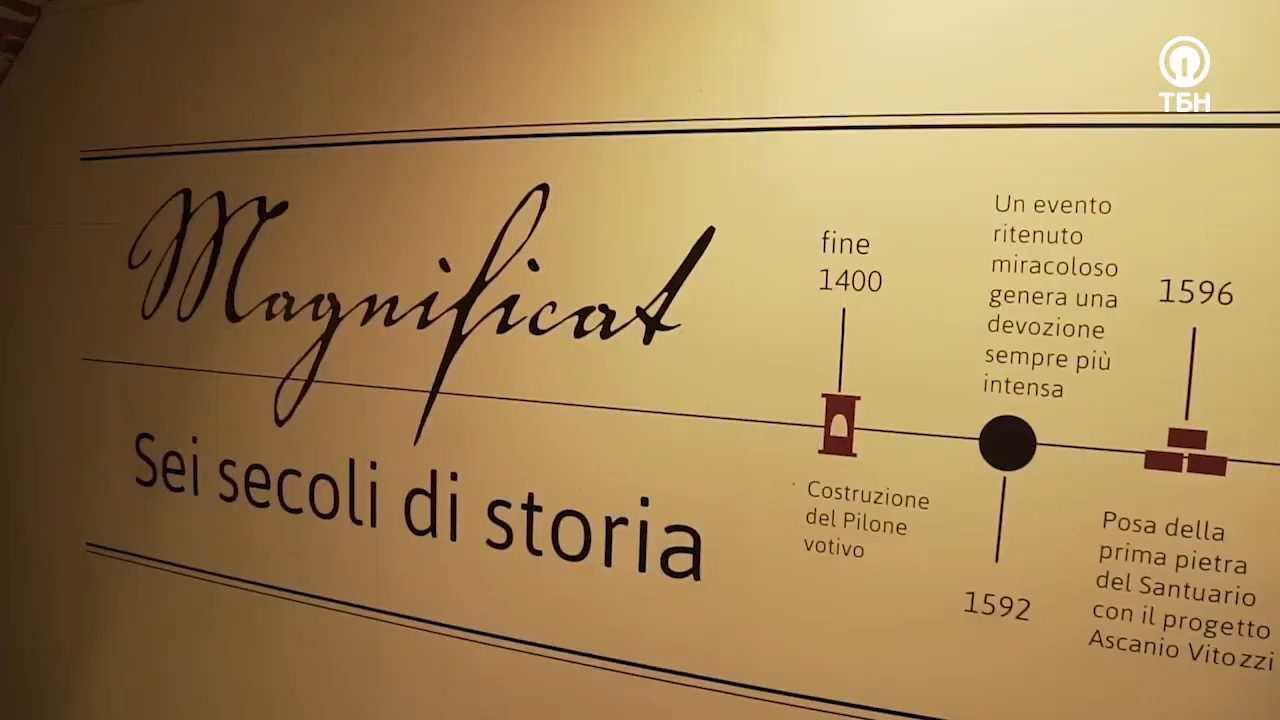 ТБН
Magnificat
Sei secoli di storia
fine
1400
Costruzione
del Pilone
votivo
Un evento
ritenuto
miracoloso
genera una
devozione
sempre più
intensa
1592
1596
Posa della
prima pietra
del Santuario
con il progetto
Ascanio Vitozzi